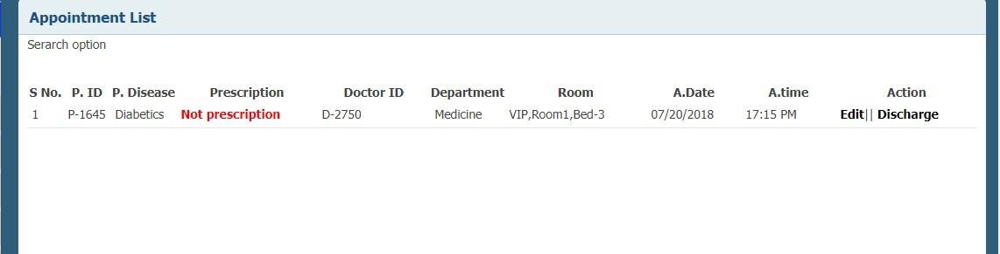 Appointment List
Serarch option
S No. P. ID P. Disease Prescription Doctor ID Department Room A.Date A.time Action
1 P-1645 Diabetics Not prescription D-2750 Medicine VIP,Room1,Bed-3 07/20/2018 17:15 PM Edit|| Discharge